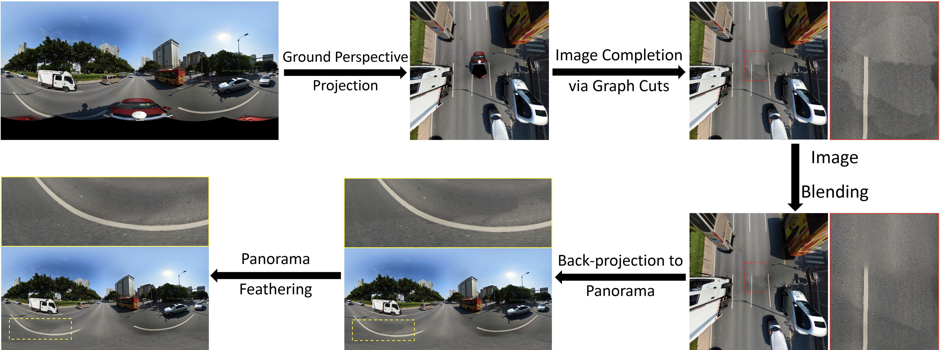 Ground Perspective
Projection
Image Completion
via Graph Cuts
Image
Blending
Back-projection to
Panorama
Panorama
Feathering